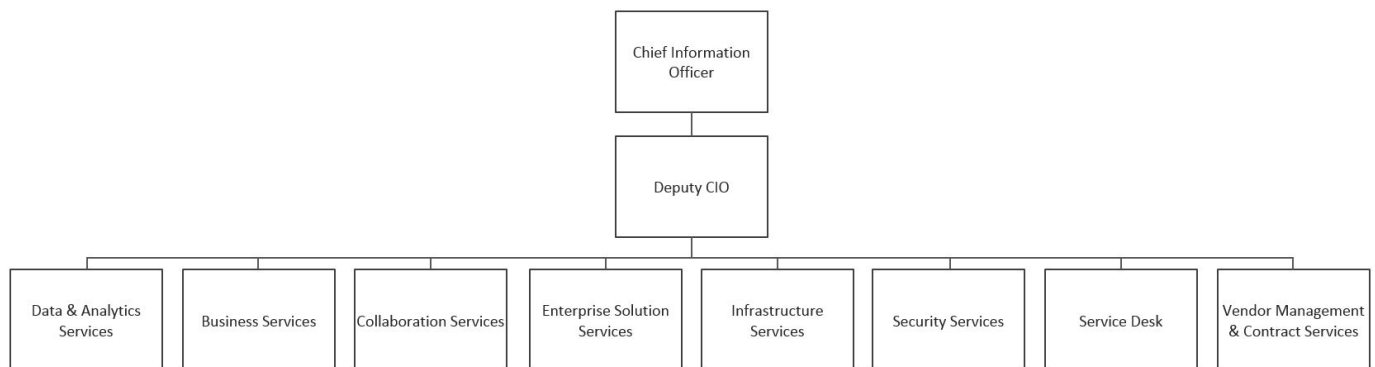 Chief Information
Officer
Deputy CIO
Data & Analytics
Services
Business Services
Collaboration Services
Enterprise Solution
Services
Infrastructure
Services
Security Services
Service Desk
Vendor Management
& Contract Services